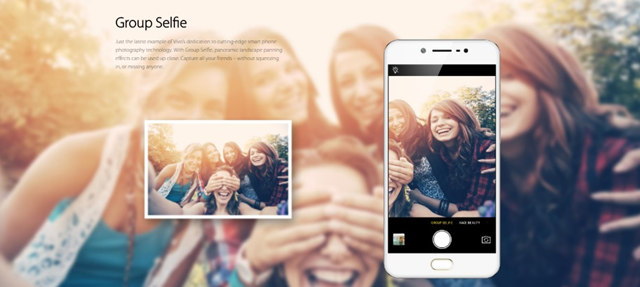 Group Selfie
Just the latest example of Vivo's dedication to cutting-edge smart phone
photography technology. With Group Selfie, panoramic landscape panning
effects can be used up close. Capture all your friends – without squeezing
in, or missing anyone.
GROUP SELFIE FACE BEAUTY